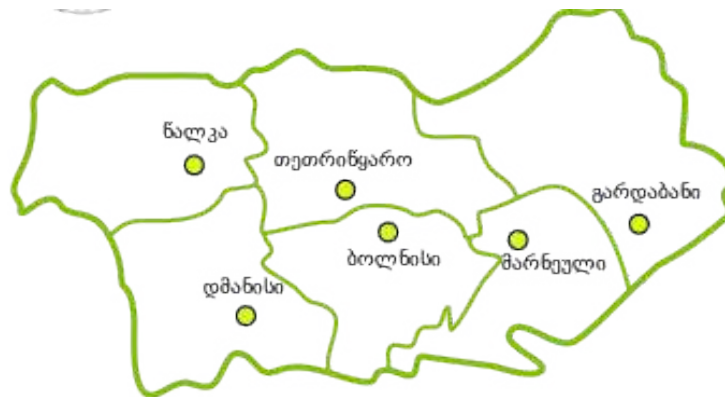 წალკა
თეთრიწყარო
გარდაბანი
ბოლნისი
მარნეული
დმანისი